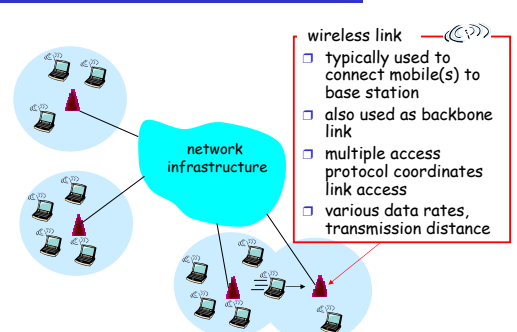 wireless link
typically used to
connect mobile(s) to
base station
also used as backbone
link
multiple access
protocol coordinates
link access
various data rates,
transmission distance
network
infrastructure